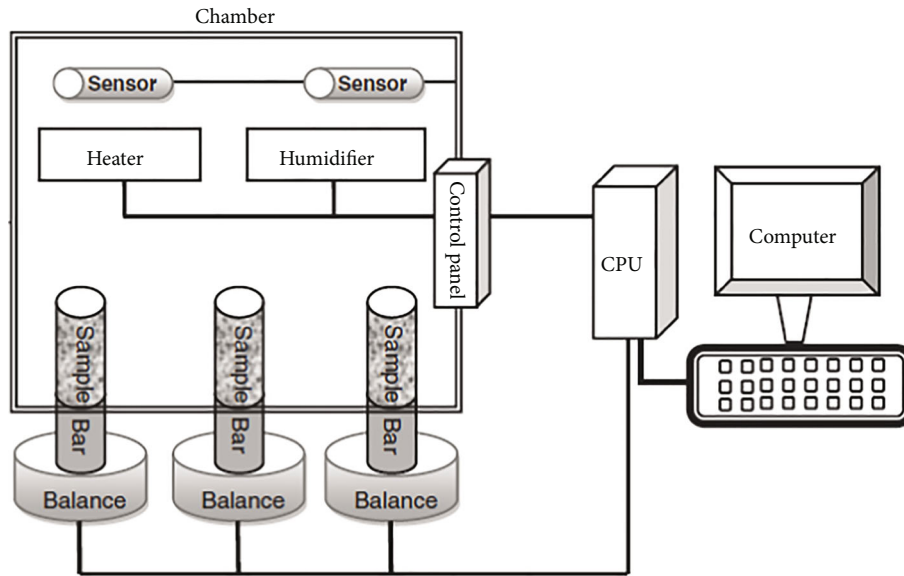 Chamber
Sensor
Sensor
Heater
Humidifier
Control panel
CPU
Computer
Sample
Sample
Sample
Bar
Bar
Bar
Balance
Balance
Balance